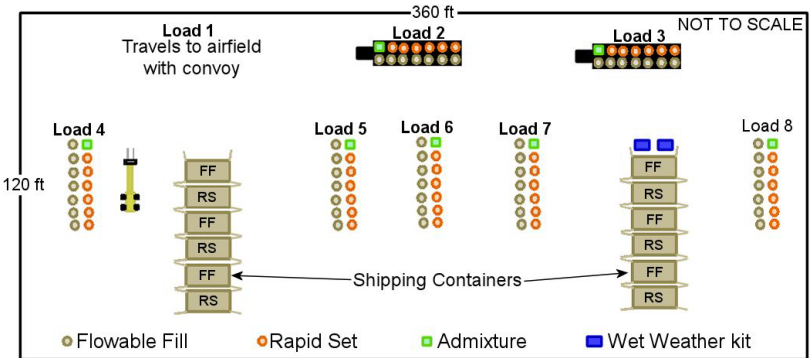 360 ft
NOT TO SCALE
Load 1
Travels to airfield
with convoy
Load 2
Load 3
Load 4
Load 5
Load 6
Load 7
Load 8
120 ft
FF
RS
FF
RS
FF
RS
FF
RS
FF
RS
FF
RS
Shipping Containers
Flowable Fill
Rapid Set
Admixture
Wet Weather kit